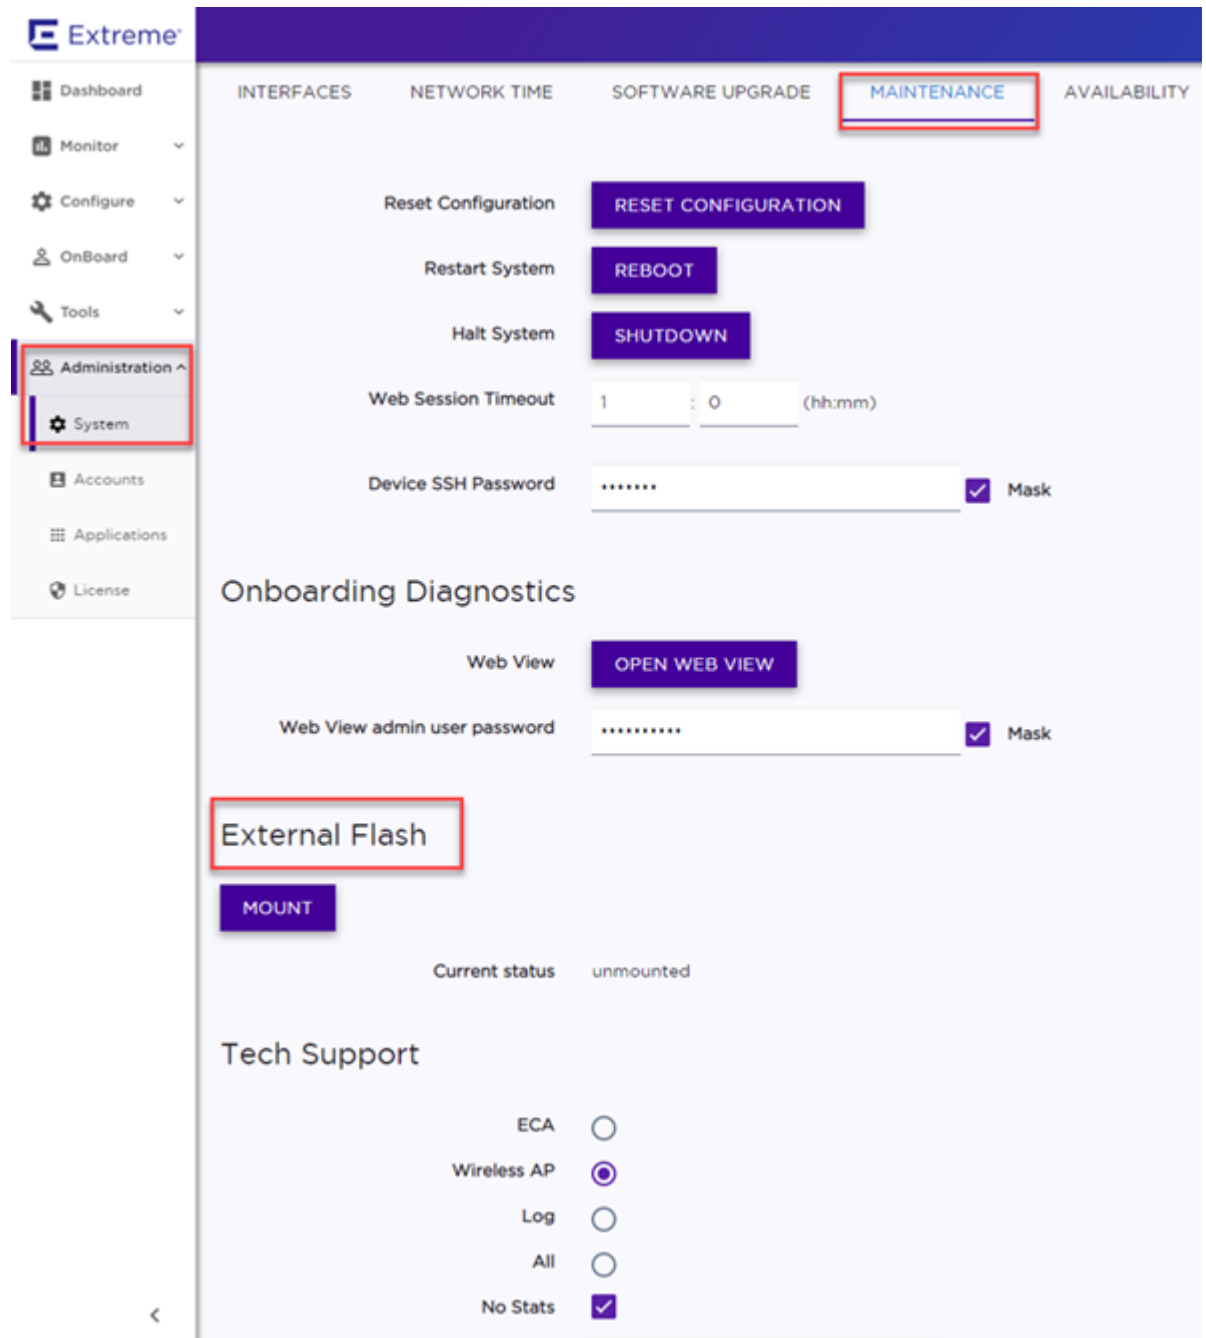 Extreme
Dashboard
Monitor
Configure
OnBoard
Tools
Administration
System
Accounts
Applications
License
INTERFACES NETWORK TIME SOFTWARE UPGRADE MAINTENANCE AVAILABILITY
Reset Configuration RESET CONFIGURATION
Restart System REBOOT
Halt System SHUTDOWN
Web Session Timeout 1 : 0 (hh:mm)
Device SSH Password ••••••• Mask
Onboarding Diagnostics
Web View OPEN WEB VIEW
Web View admin user password •••••••••• Mask
External Flash
MOUNT
Current status unmounted
Tech Support
ECA
Wireless AP
Log
All
No Stats